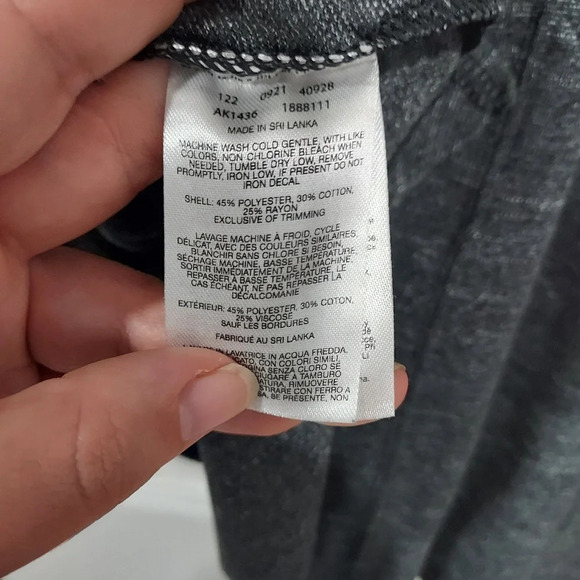 122 0921 40928
AK1436 1888111
MADE IN SRI LANKA
MACHINE WASH COLD GENTLE, WITH LIKE
COLORS, NON-CHLORINE BLEACH WHEN
NEEDED, TUMBLE DRY LOW, REMOVE
PROMPTLY, IRON LOW, IF PRESENT DO NOT
IRON DECAL
SHELL: 45% POLYESTER, 30% COTTON,
25% RAYON
EXCLUSIVE OF TRIMMING
LAVAGE MACHINE À FROID, CYCLE
DÉLICAT, AVEC DES COULEURS SIMILAIRES,
BLANCHIR SANS CHLORE SI BESOIN,
SÉCHAGE MACHINE, BASSE TEMPERATURE,
SORTIR IMMÉDIATEMENT DE LA MACHINE,
REPASSER À BASSE TEMPÉRATURE, LE
CAS ÉCHÉANT, NE PAS REPASSER LA
DÉCALCOMANIE
EXTÉRIEUR: 45% POLYESTER, 30% COTON,
25% VISCOSE
SAUF LES BORDURES
FABRIQUÉ AU SRI LANKA
LAVATRICE IN ACQUA FREDDA,
CON COLORI SIMILI,
SENZA CLORO SE
A TAMBURO
RIMUOVERE
STIRARE CON FERRO A
SE PRESENTE, NON